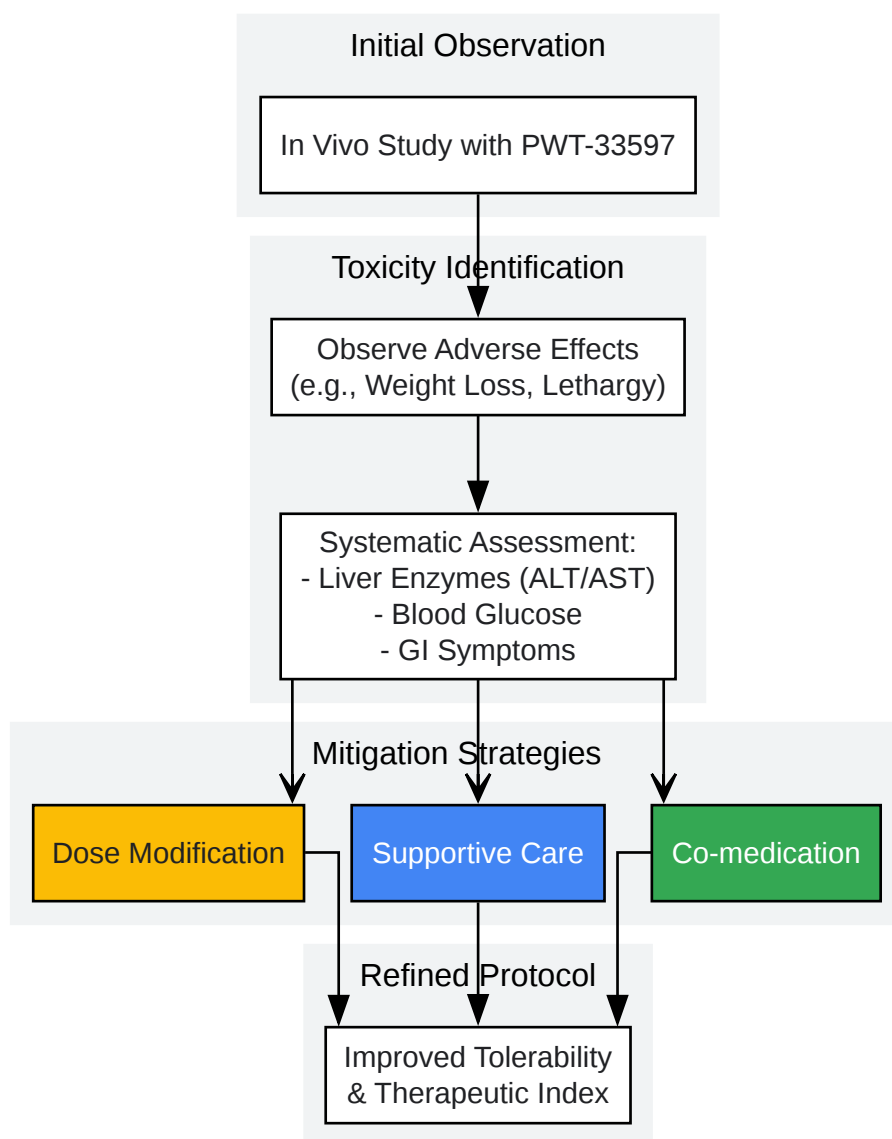 Initial Observation
In Vivo Study with PWT-33597
Toxicity Identification
Observe Adverse Effects
(e.g., Weight Loss, Lethargy)
Systematic Assessment:
- Liver Enzymes (ALT/AST)
- Blood Glucose
- GI Symptoms
Mitigation Strategies
Dose Modification
Supportive Care
Co-medication
Refined Protocol
Improved Tolerability
& Therapeutic Index